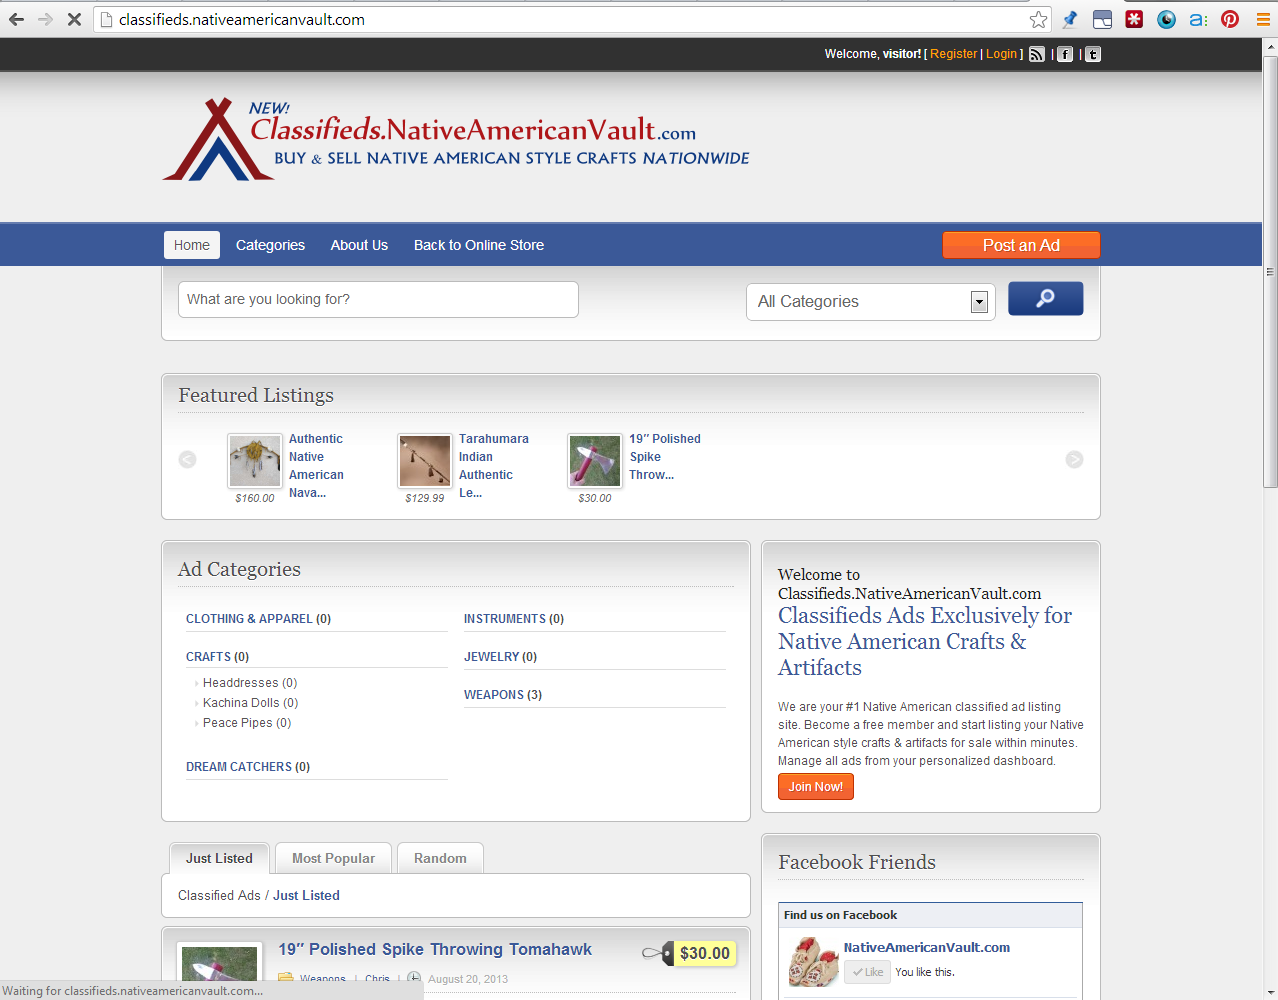 classifieds.nativeamericanvault.com
a:
Welcome, visitor! [ Register | Login ] | f | t
NEW!
Classifieds.NativeAmericanVault.com
BUY & SELL NATIVE AMERICAN STYLE CRAFTS NATIONWIDE
Home Categories About Us Back to Online Store Post an Ad
What are you looking for? All Categories
Featured Listings
<
Authentic
Native
American
Nava...
$160.00
Tarahumara
Indian
Authentic
Le...
$129.99
19" Polished
Spike
Throw...
$30.00
>
Ad Categories
CLOTHING & APPAREL (0)
CRAFTS (0)
Headdresses (0)
Kachina Dolls (0)
Peace Pipes (0)
DREAM CATCHERS (0)
INSTRUMENTS (0)
JEWELRY (0)
WEAPONS (3)
Welcome to
Classifieds.NativeAmericanVault.com
Classifieds Ads Exclusively for
Native American Crafts &
Artifacts
We are your #1 Native American classified ad listing
site. Become a free member and start listing your Native
American style crafts & artifacts for sale within minutes.
Manage all ads from your personalized dashboard.
Join Now!
Just Listed Most Popular Random
Classified Ads / Just Listed
19" Polished Spike Throwing Tomahawk $30.00
Weapons | Chris | August 20, 2013
Facebook Friends
Find us on Facebook
NativeAmericanVault.com
Like You like this.
Waiting for classifieds.nativeamericanvault.com...